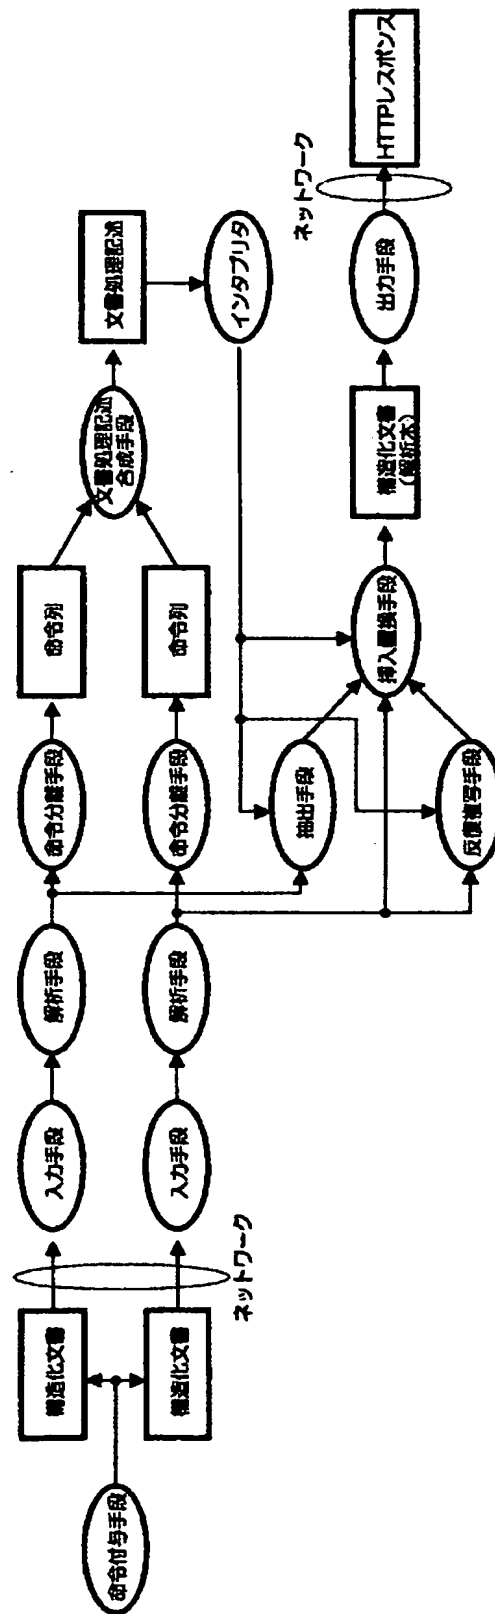 命令付与手段
構造化文書
構造化文書
ネットワーク
入力手段
入力手段
解析手段
解析手段
命令分離手段
命令分離手段
命令列
命令列
文書処理記述
合成手段
文書処理記述
インタプリタ
抽出手段
反復複写手段
挿入置換手段
構造化文書
(解析木)
出力手段
ネットワーク
HTTPレスポンス